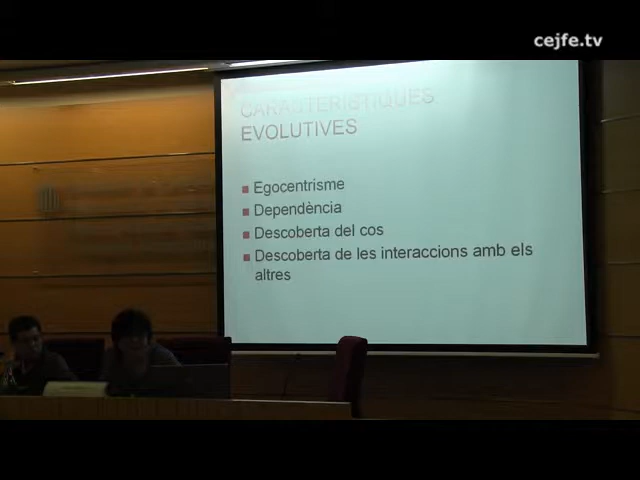 cejfe.tv
CARACTERÍSTIQUES
EVOLUTIVES
Egocentrisme
Dependència
Descoberta del cos
Descoberta de les interaccions amb els
altres